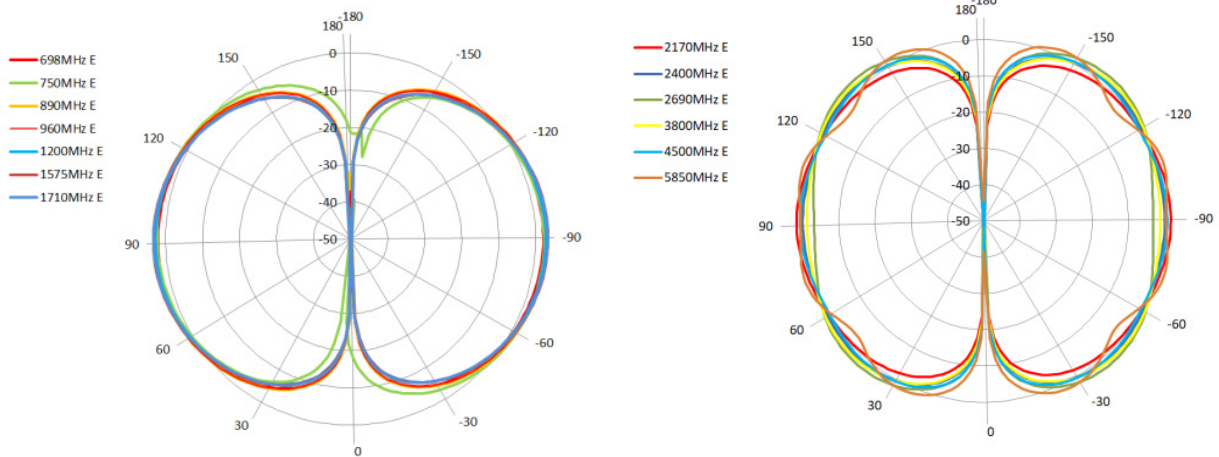 -180
180
0
-10
-20
-30
-40
-50
150
-150
120
-120
90
-90
60
-60
30
-30
0
698MHz E
750MHz E
890MHz E
960MHz E
1200MHz E
1575MHz E
1710MHz E
-180
180
0
-10
-20
-30
-40
-50
150
-150
120
-120
90
-90
60
-60
30
-30
0
2170MHz E
2400MHz E
2690MHz E
3800MHz E
4500MHz E
5850MHz E